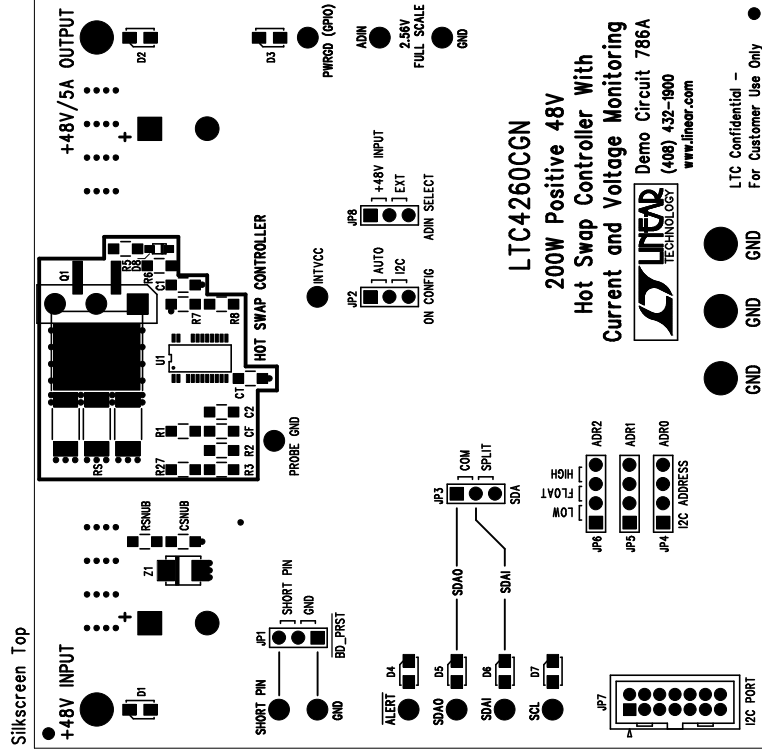 Silkscreen Top
+48V INPUT
D1
Z1
RSNUB
CSNUB
+
RS
Q1
R5
D8
R6
C1
R7
R8
U1
HOT SWAP CONTROLLER
CT
R1
C2
CF
R27
R2
R3
PROBE GND
+48V/5A OUTPUT
+
D2
D3
PWRGD (GPIO)
ADIN
2.56V
FULL SCALE
GND
INTVCC
JP8
+48V INPUT
EXT
ADIN SELECT
JP2
AUTO
I2C
ON CONFIG
SHORT PIN
GND
JP1
SHORT PIN
GND
BD_PRST
ALERT
D4
SDAO
D5
SDAO
SDAI
D6
SDAI
SCL
D7
JP3
COM
SPLIT
SDA
LOW
FLOAT
HIGH
JP6
ADR2
JP5
ADR1
JP4
ADR0
I2C ADDRESS
JP7
I2C PORT
LTC4260CGN
200W Positive 48V
Hot Swap Controller With
Current and Voltage Monitoring
LINEAR
TECHNOLOGY
Demo Circuit 786A
(408) 432-1900
www.linear.com
GND
GND
GND
LTC Confidential -
For Customer Use Only